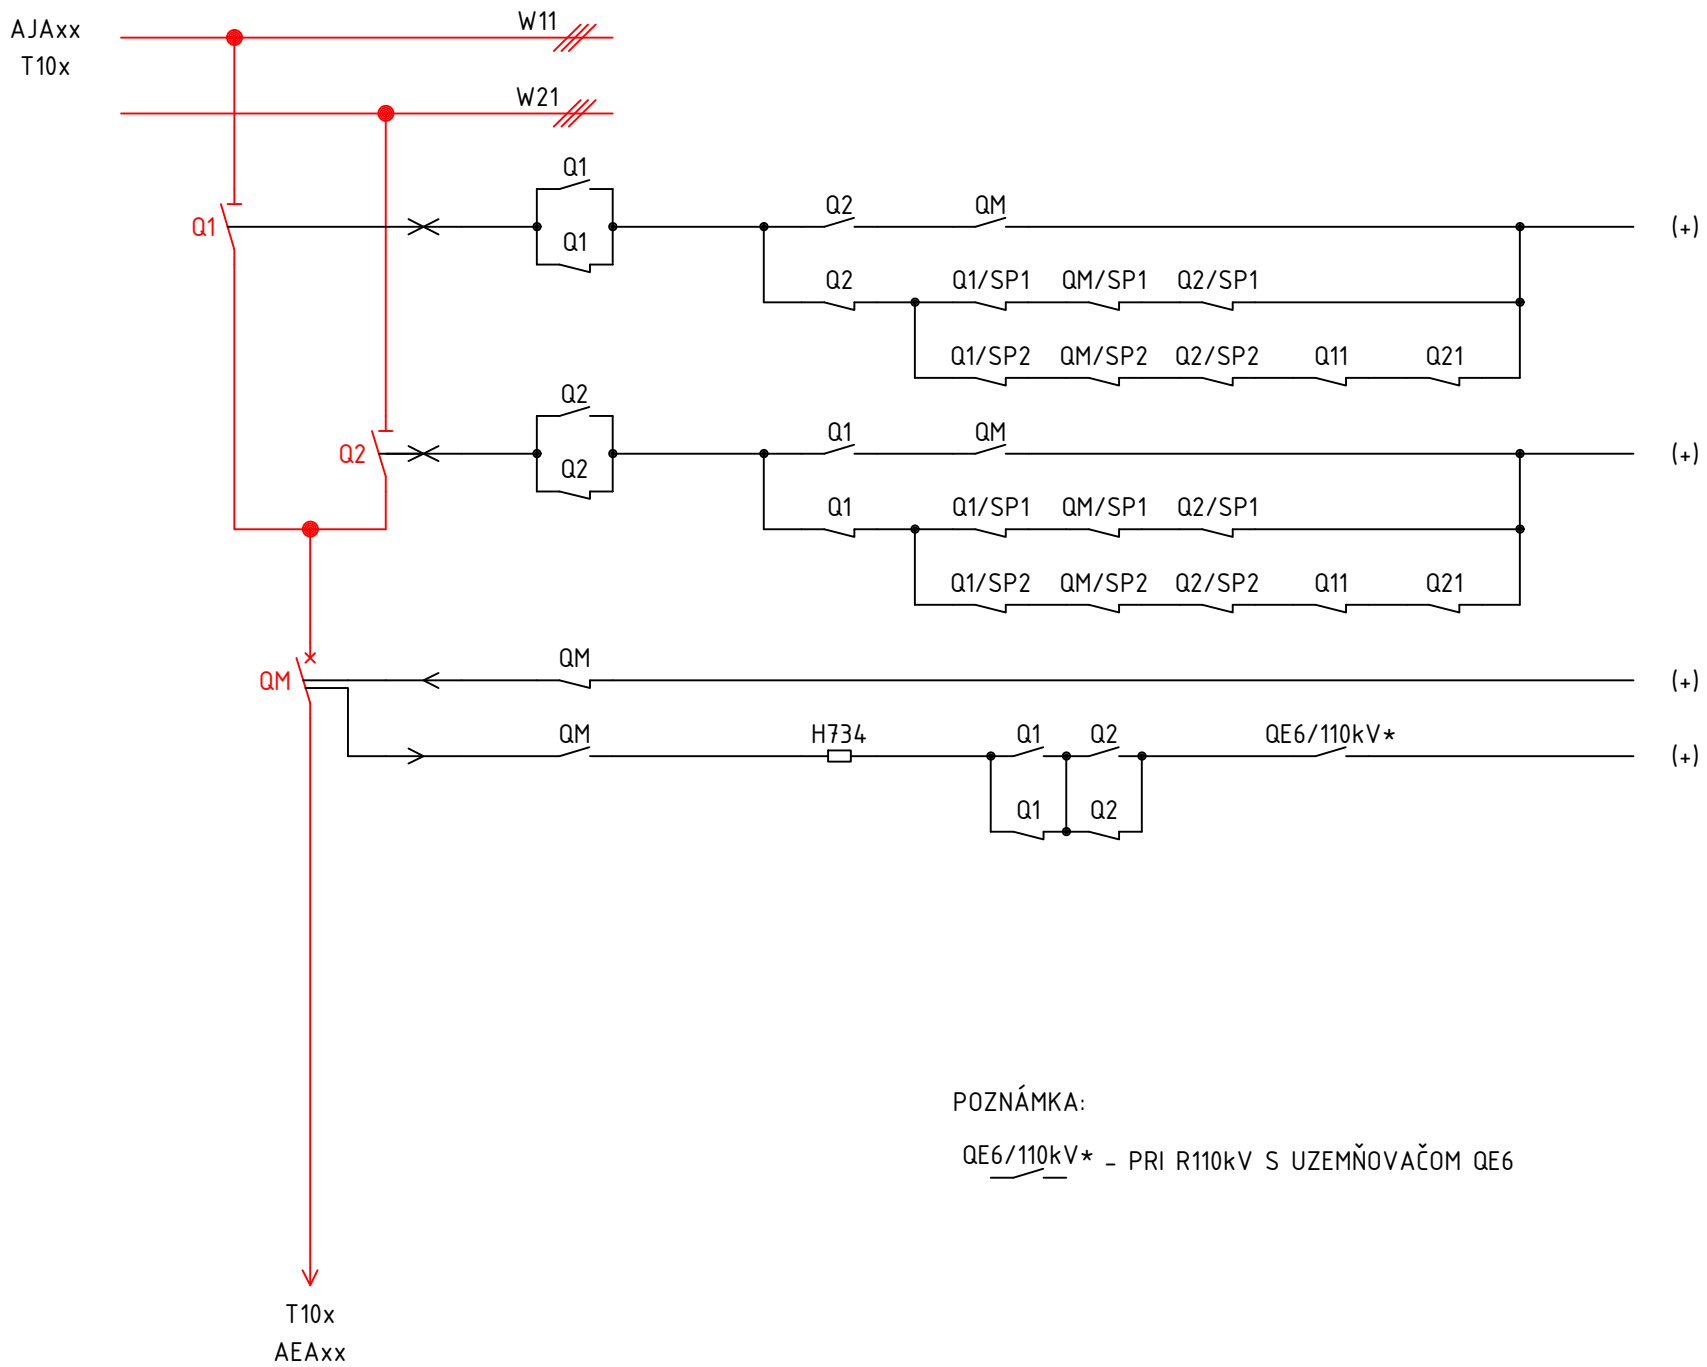 AJAxx
T10x
W11
W21
Q1
Q1
Q1
Q2
QM
(+)
Q2
Q1/SP1
QM/SP1
Q2/SP1
Q1/SP2
QM/SP2
Q2/SP2
Q11
Q21
Q2
Q2
Q2
Q1
QM
(+)
Q1
Q1/SP1
QM/SP1
Q2/SP1
Q1/SP2
QM/SP2
Q2/SP2
Q11
Q21
QM
QM
(+)
QM
H734
Q1
Q2
QE6/110kV*
(+)
Q1
Q2
POZNÁMKA:
QE6/110kV* - PRI R110kV S UZEMŇOVAČOM QE6
T10x
AEAxx